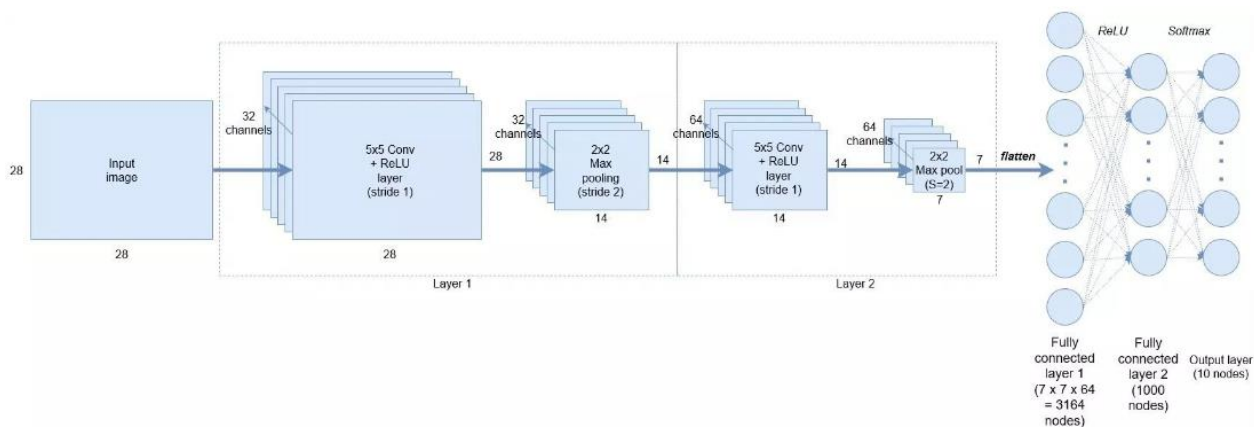 28
Input
image
28
32
channels
5x5 Conv
+ ReLU
layer
(stride 1)
28
28
Layer 1
32
channels
2x2
Max
pooling
(stride 2)
14
14
64
channels
5x5 Conv
+ ReLU
layer
(stride 1)
14
14
Layer 2
64
channels
2x2
Max pool
(S=2)
7
7
flatten
ReLU
Softmax
Fully
connected
layer 1
(7 x 7 x 64
= 3164
nodes)
Fully
connected
layer 2
(1000
nodes)
Output layer
(10 nodes)